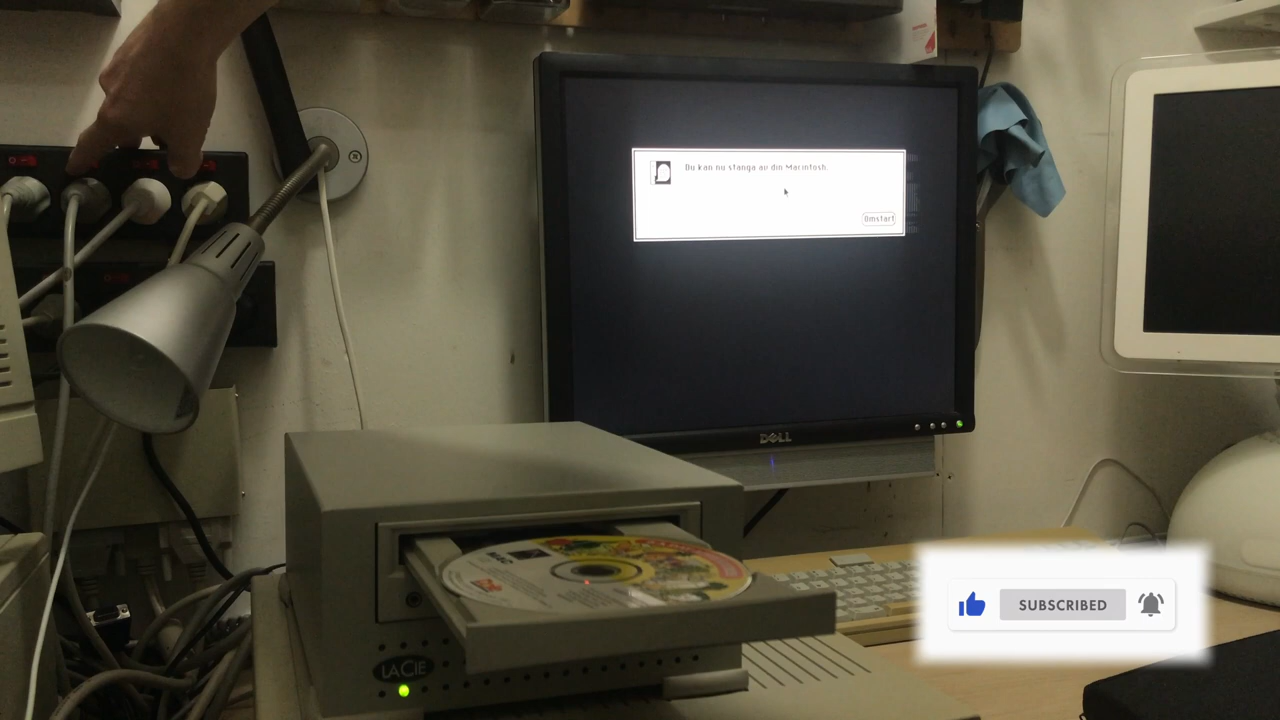 Du kan nu stänga av din Macintosh.
Omstart
DELL
LACIE
SUBSCRIBED